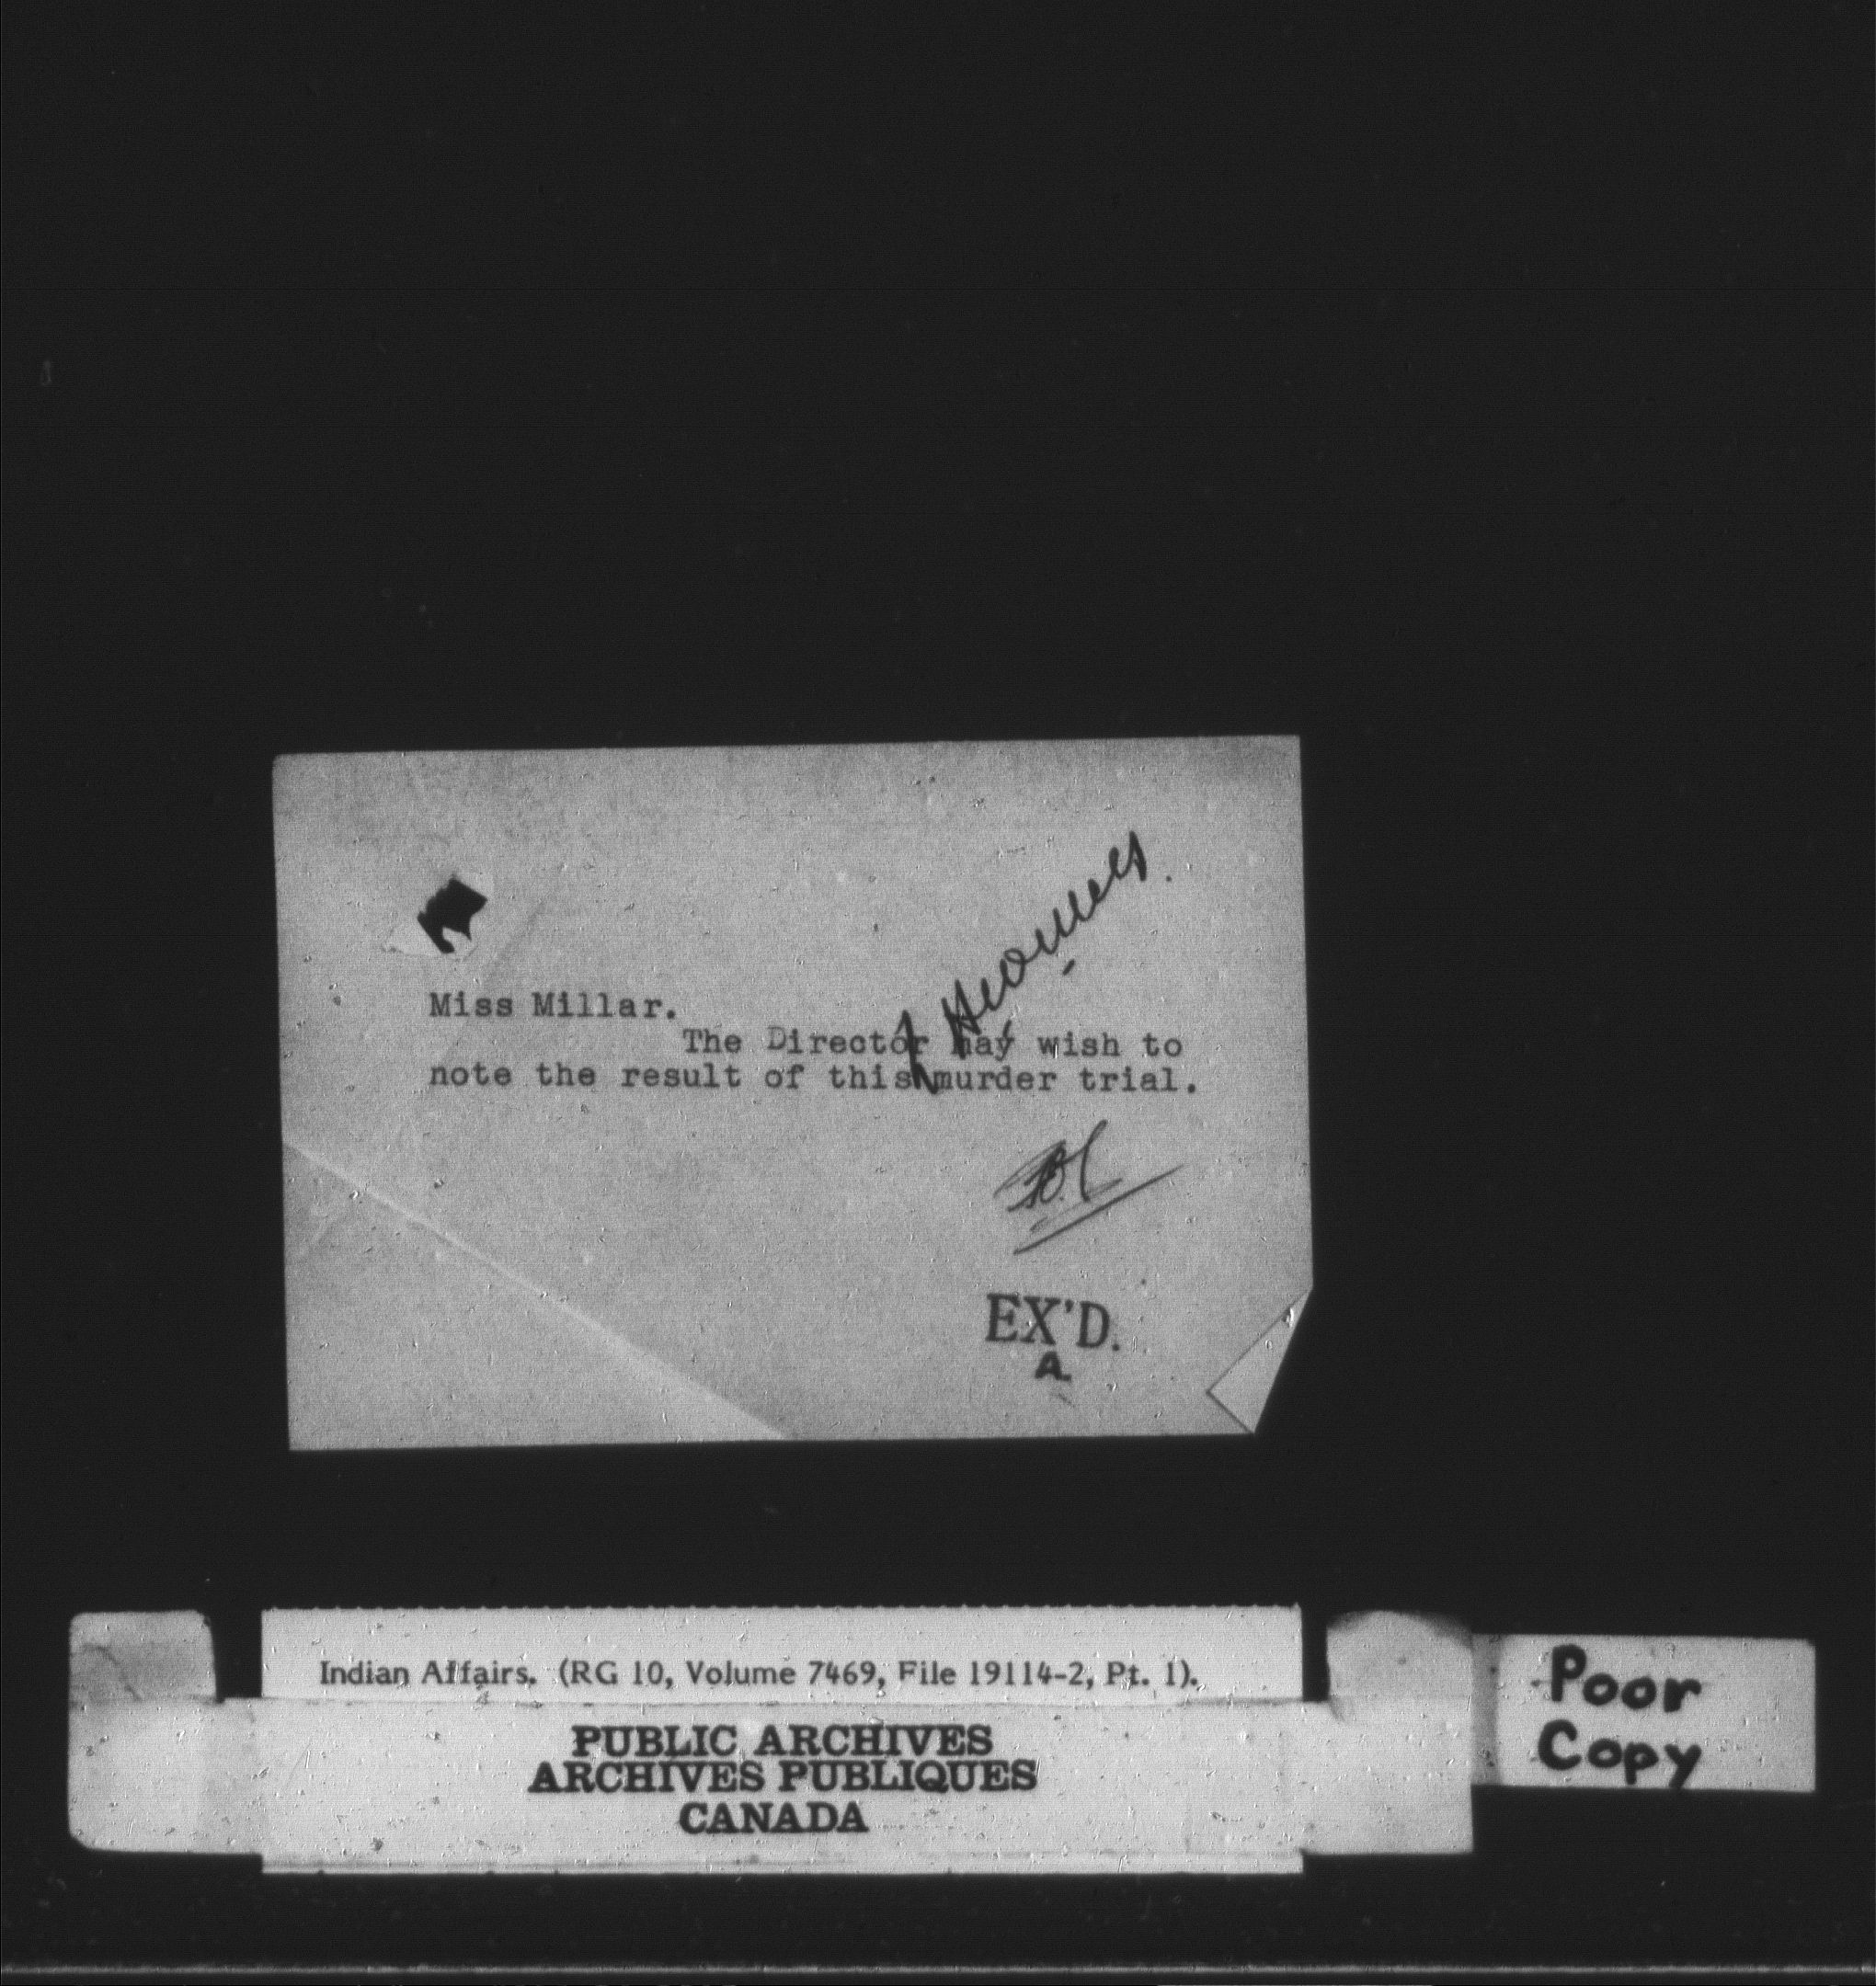 Miss Millar.
The Director may wish to
note the result of this murder trial.
EX'D.
A
Indian Affairs. (RG 10, Volume 7469, File 19114-2, Pt. 1).
PUBLIC ARCHIVES
ARCHIVES PUBLIQUES
CANADA
Poor
Copy